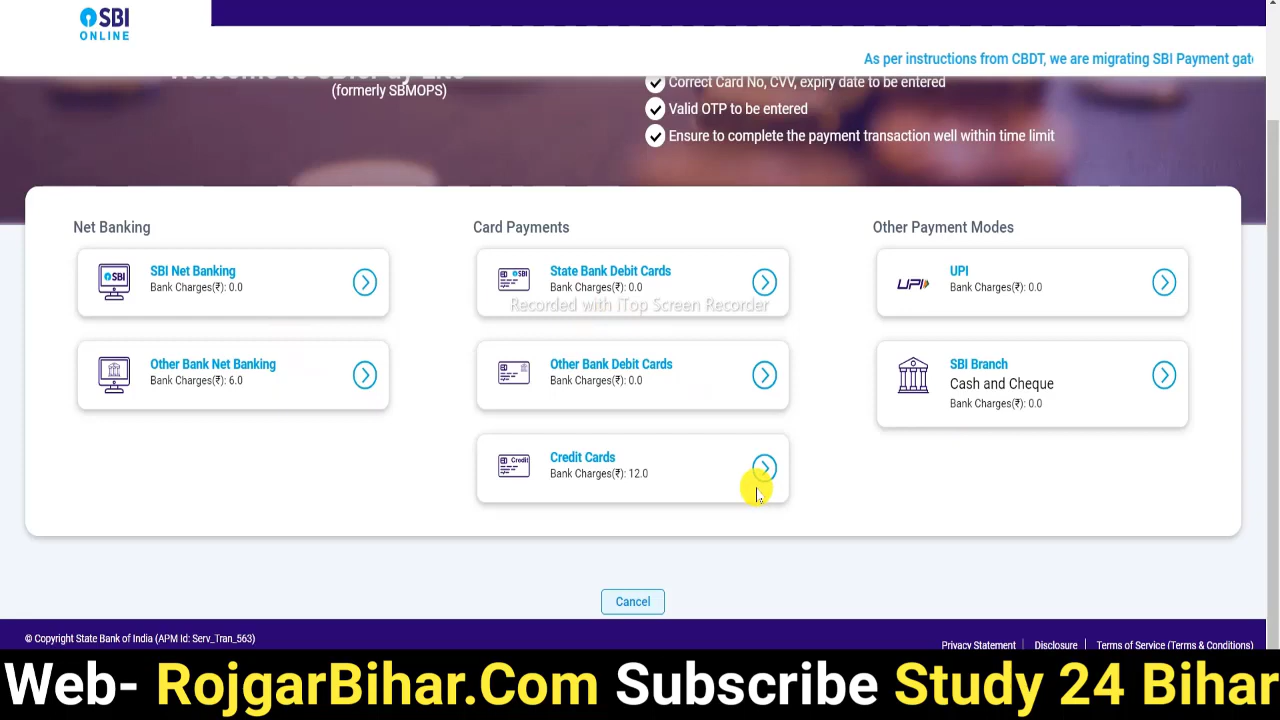 SBI
ONLINE
As per instructions from CBDT, we are migrating SBI Payment gat
(formerly SBMOPS)
Correct Card No, CVV, expiry date to be entered
Valid OTP to be entered
Ensure to complete the payment transaction well within time limit
Net Banking
SBI Net Banking
Bank Charges(₹): 0.0
Other Bank Net Banking
Bank Charges(₹): 6.0
Card Payments
State Bank Debit Cards
Bank Charges(₹): 0.0
Recorded with iTop Screen Recorder
Other Bank Debit Cards
Bank Charges(₹): 0.0
Credit Cards
Bank Charges(₹): 12.0
Other Payment Modes
UPI
Bank Charges(₹): 0.0
SBI Branch
Cash and Cheque
Bank Charges(₹): 0.0
Cancel
© Copyright State Bank of India (APM Id: Serv_Tran_563)
Privacy Statement | Disclosure | Terms of Service (Terms & Conditions)
Web- RojgarBihar.Com Subscribe Study 24 Bihar